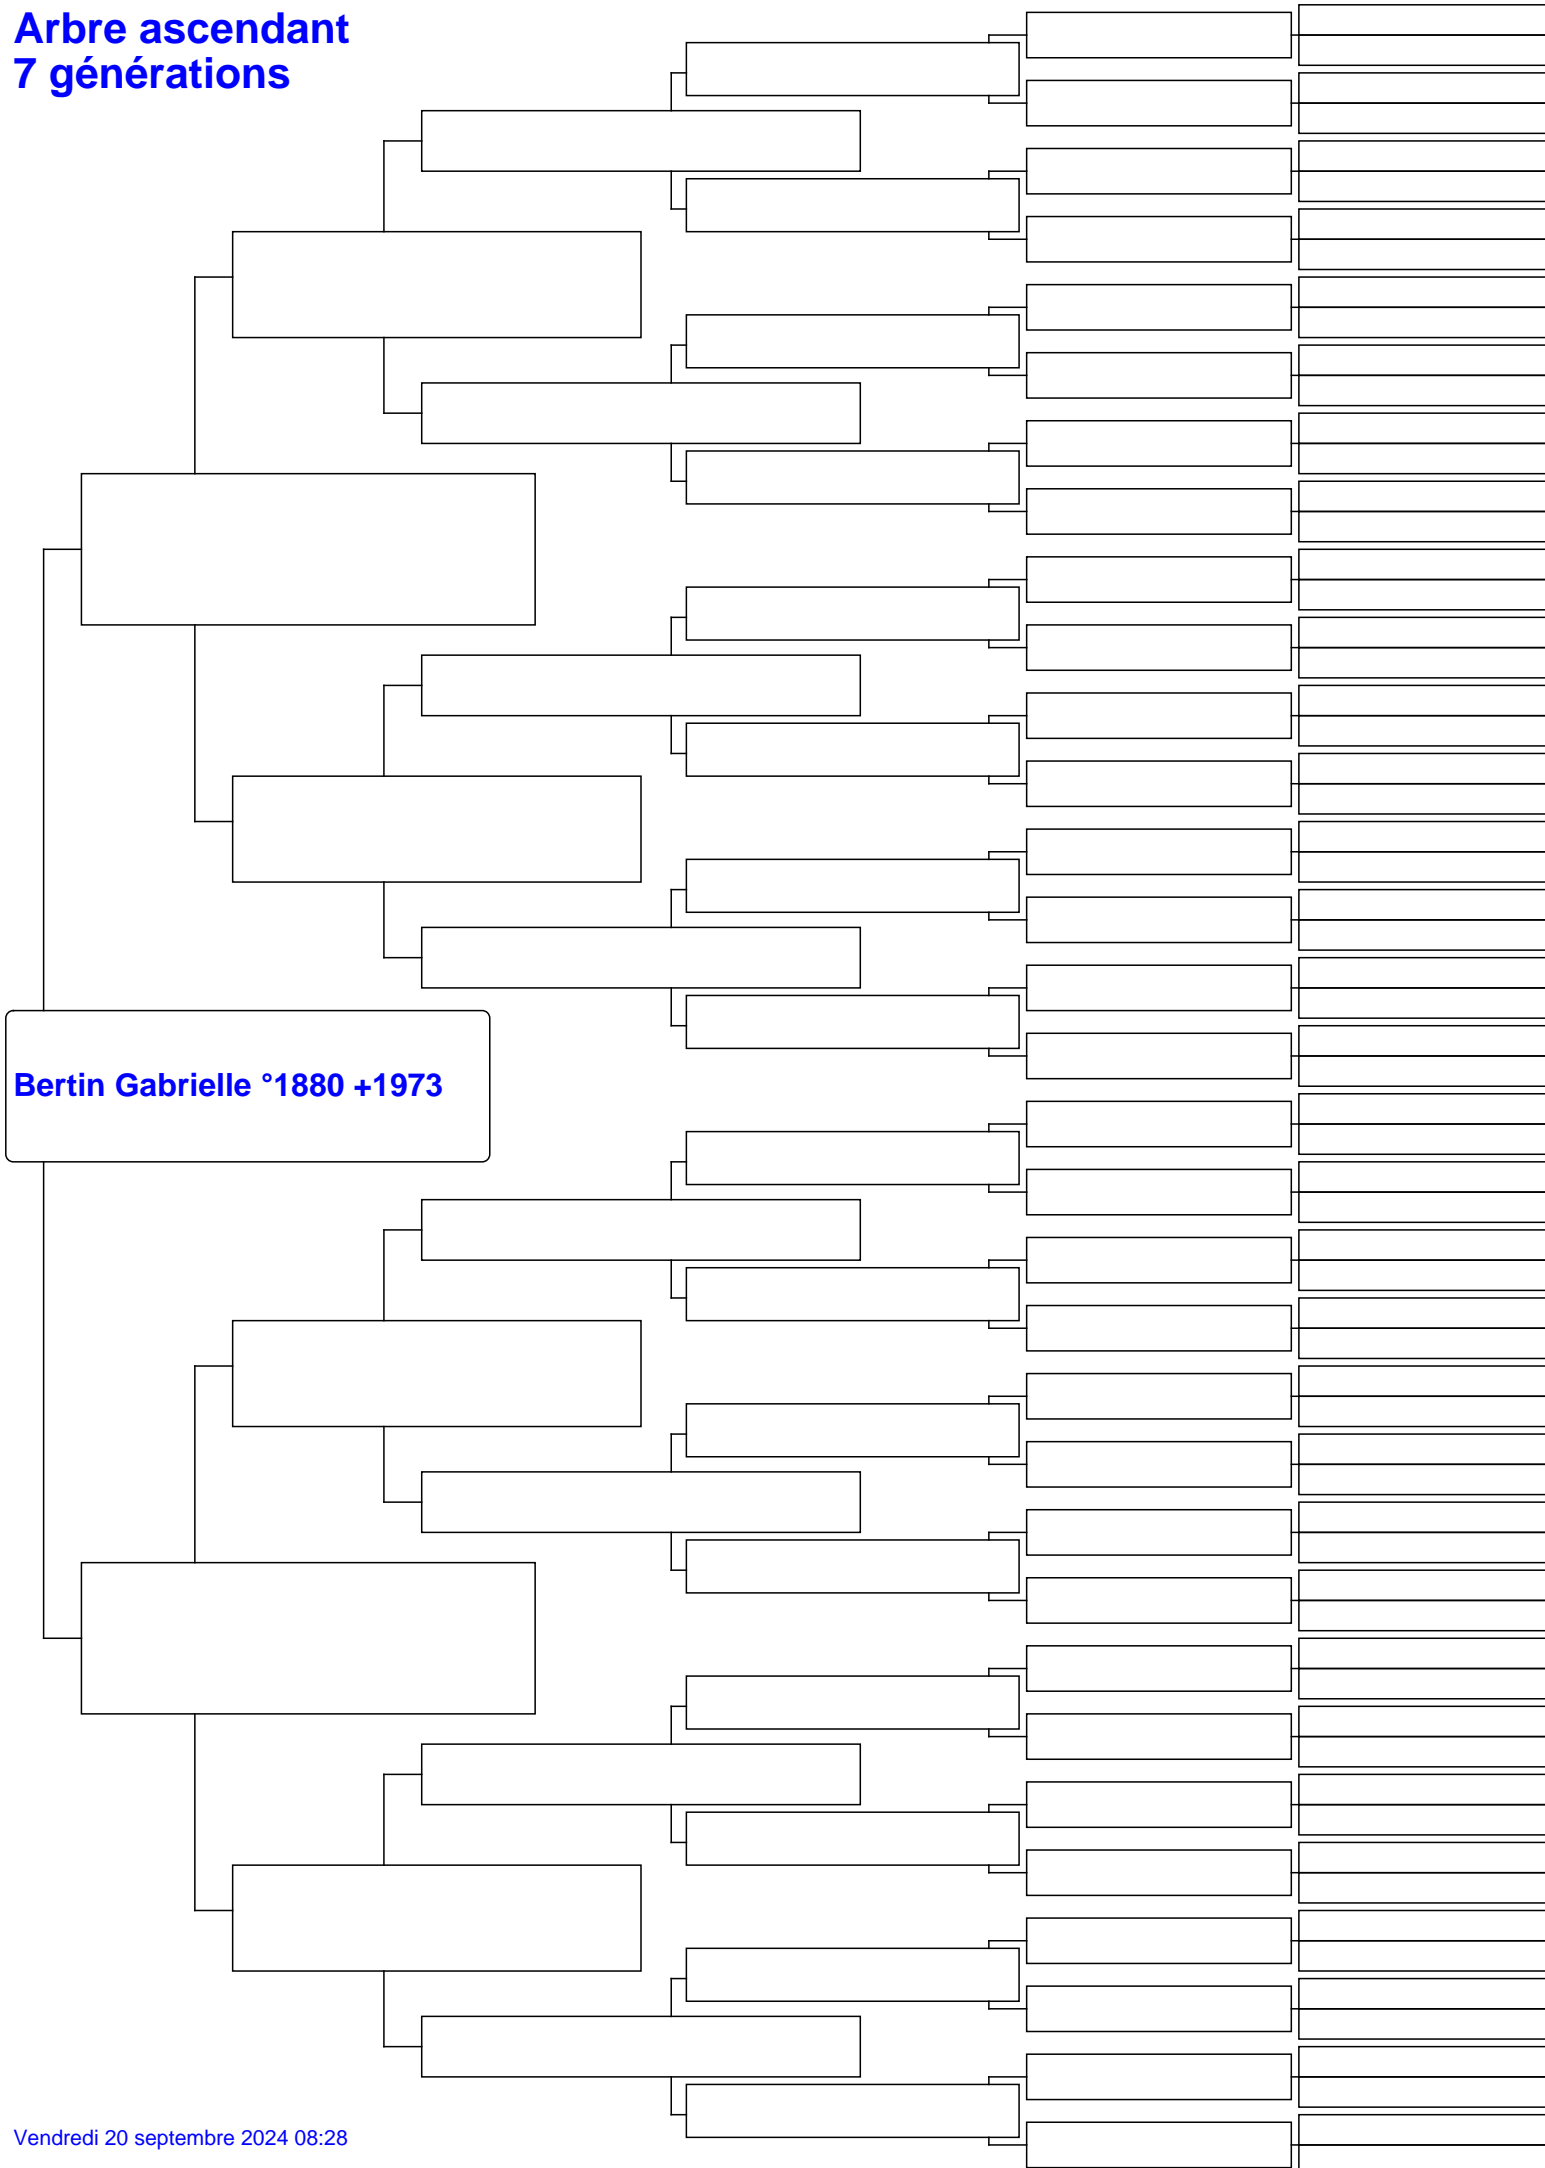 Arbre ascendant
7 générations
Bertin Gabrielle °1880 +1973
Vendredi 20 septembre 2024 08:28